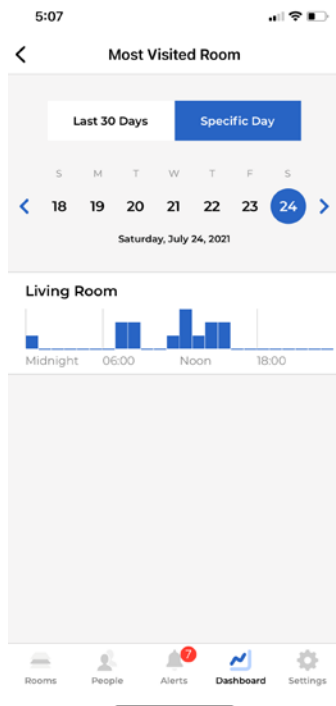 5:07
Most Visited Room
Last 30 Days Specific Day
S M T W T F S
18 19 20 21 22 23 24
Saturday, July 24, 2021
Living Room
Midnight 06:00 Noon 18:00
7
Rooms People Alerts Dashboard Settings